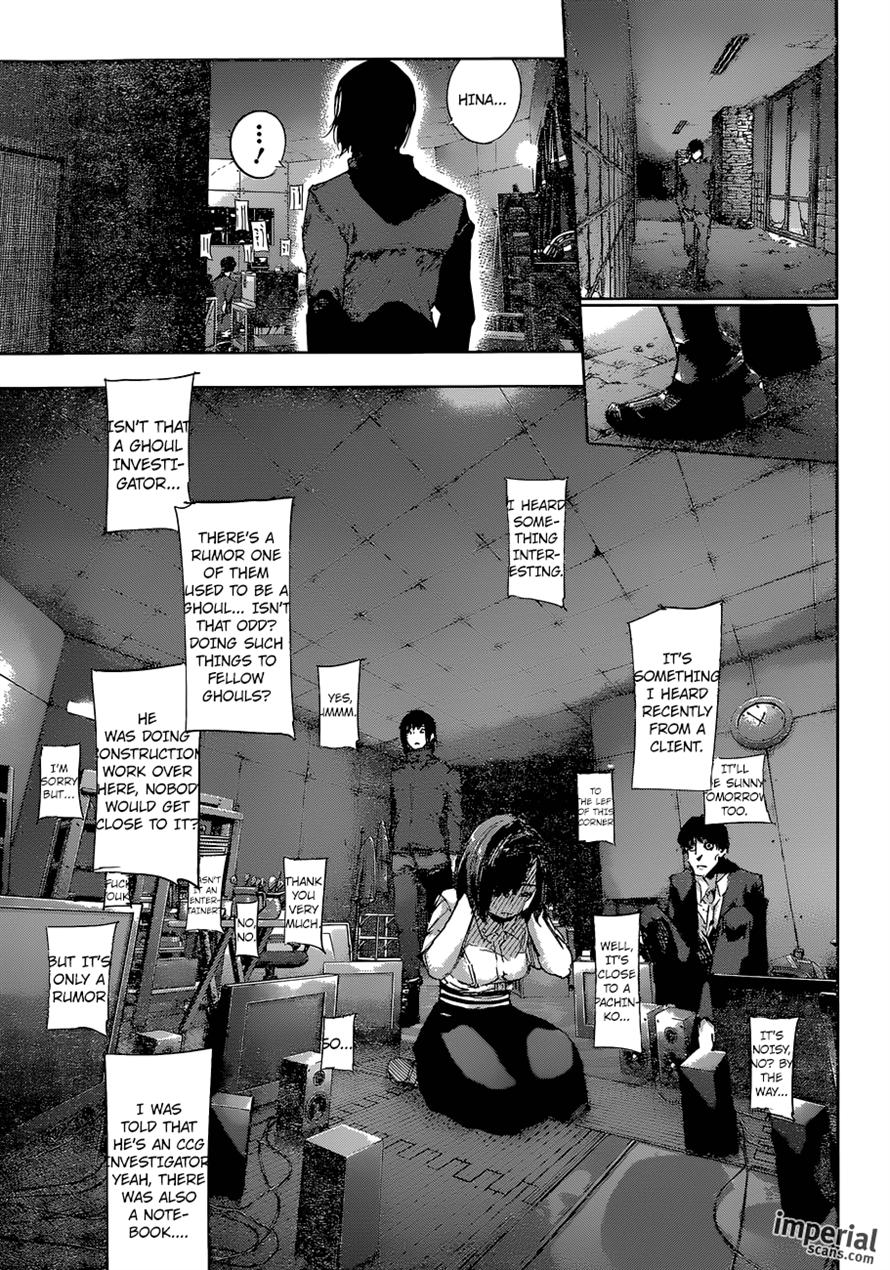 HINA...
...!
I HEARD
SOME-
THING
INTER-
ESTING.
IT'S
SOMETHING
I HEARD
RECENTLY
FROM A
CLIENT.
ISN'T THAT
A GHOUL
INVESTI-
GATOR...
THERE'S A
RUMOR ONE
OF THEM
USED TO BE A
GHOUL... ISN'T
THAT ODD?
DOING SUCH
THINGS TO
FELLOW
GHOULS?
YES,
UMMM.
HE
WAS DOING
CONSTRUCTION
WORK OVER
HERE, NOBODY
WOULD GET
CLOSE TO IT?
I'M
SORRY
BUT...
IT'LL
BE SUNNY
TOMORROW
TOO.
TO
THE LEFT
OF THIS
CORNER
THANK
YOU
VERY
MUCH.
IT AN
ENTER-
TAINER?
NO,
NO.
BUT IT'S
ONLY A
RUMOR
WELL,
IT'S
CLOSE
TO A
PACHIN-
KO...
SO...
IT'S
NOISY,
NO? BY
THE
WAY...
I WAS
TOLD THAT
HE'S AN CCG
INVESTIGATOR
YEAH, THERE
WAS ALSO
A NOTE-
BOOK....
imperial
scans.com